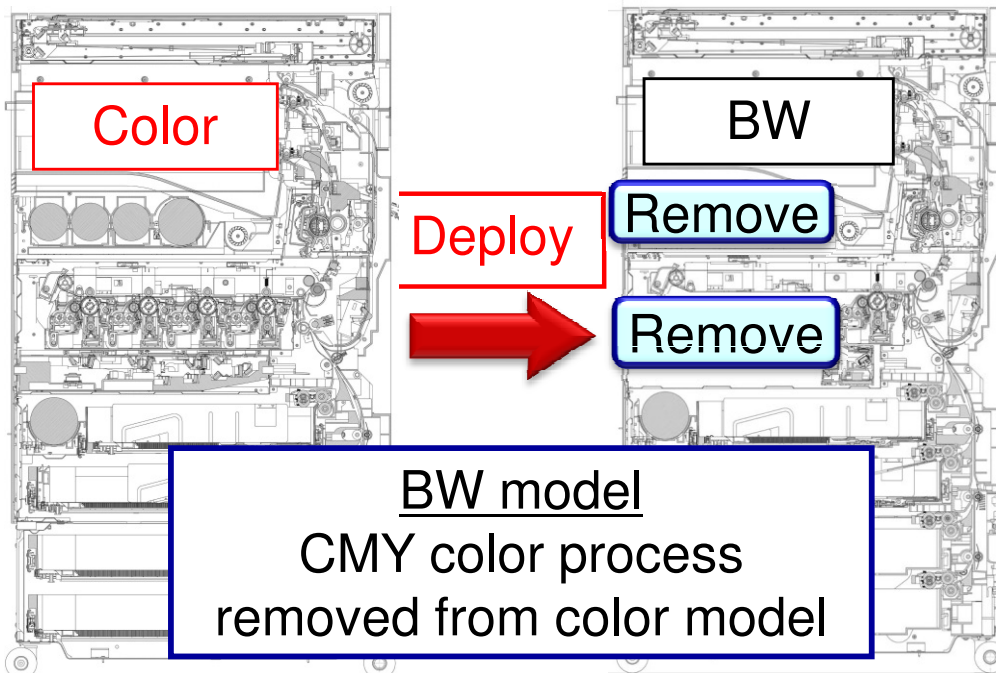 Color
BW
Remove
Deploy
Remove
BW model
CMY color process
removed from color model